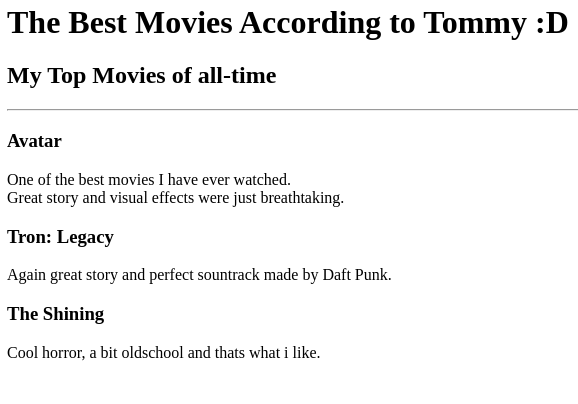 The Best Movies According to Tommy :D
My Top Movies of all-time
Avatar
One of the best movies I have ever watched.
Great story and visual effects were just breathtaking.
Tron: Legacy
Again great story and perfect sountrack made by Daft Punk.
The Shining
Cool horror, a bit oldschool and thats what i like.